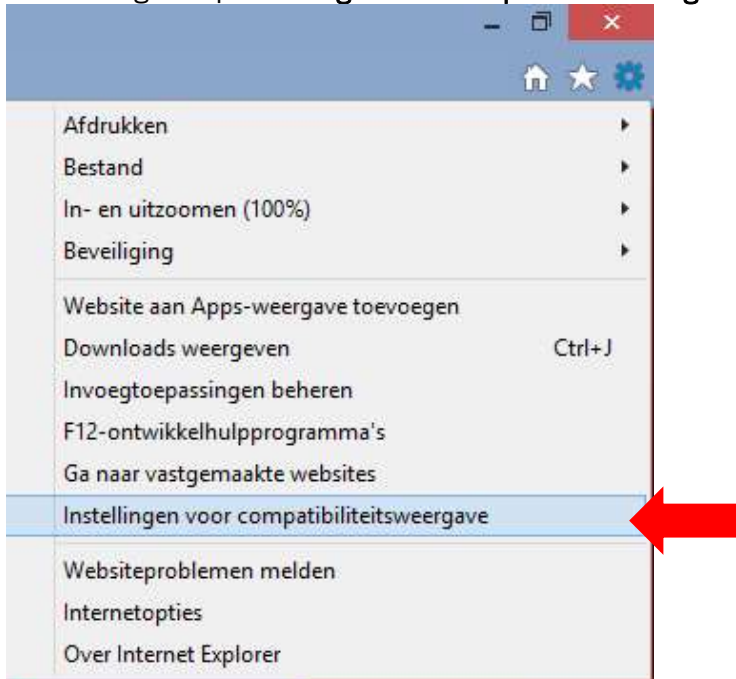 Afdrukken
Bestand
In- en uitzoomen (100%)
Beveiliging
Website aan Apps-weergave toevoegen
Downloads weergeven Ctrl+J
Invoegtoepassingen beheren
F12-ontwikkelhulpprogramma's
Ga naar vastgemaakte websites
Instellingen voor compatibiliteitsweergave
Websiteproblemen melden
Internetopties
Over Internet Explorer